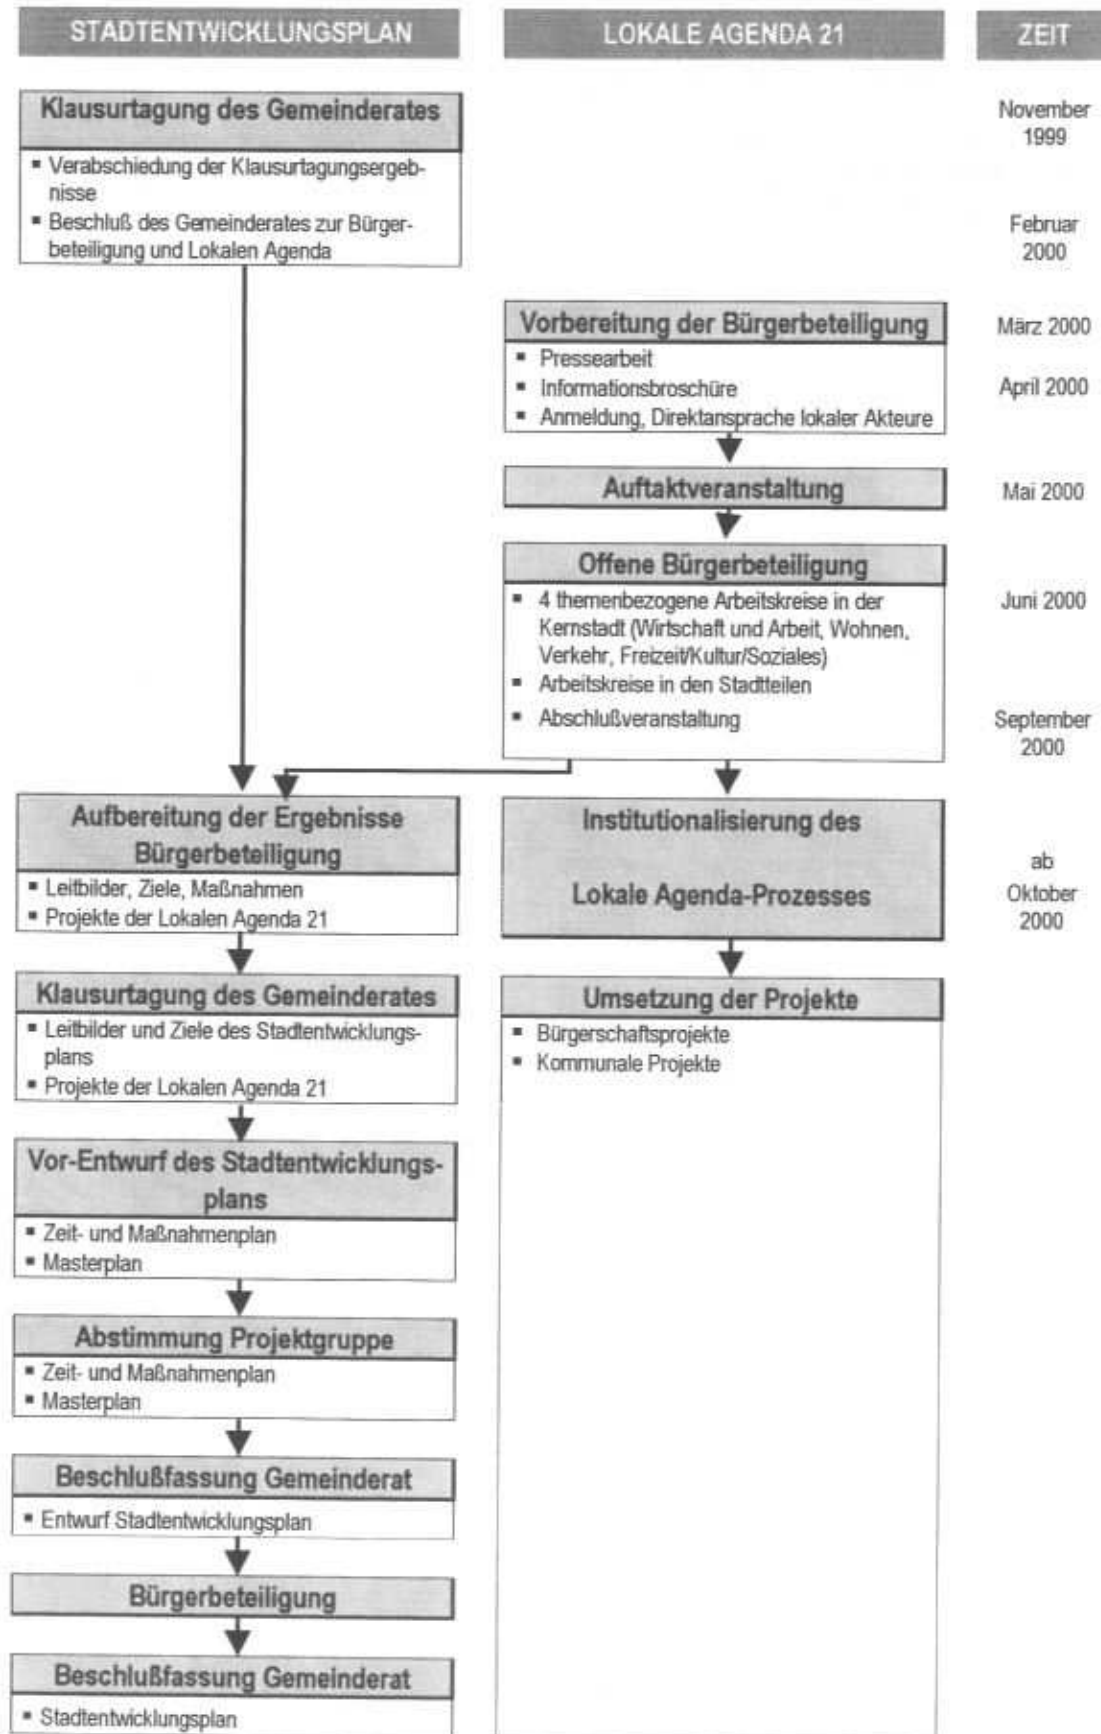 STADTENTWICKLUNGSPLAN
LOKALE AGENDA 21
ZEIT
Klausurtagung des Gemeinderates
▪ Verabschiedung der Klausurtagungsergeb-
nisse
▪ Beschluß des Gemeinderates zur Bürger-
beteiligung und Lokalen Agenda
November
1999
Februar
2000
Vorbereitung der Bürgerbeteiligung
▪ Pressearbeit
▪ Informationsbroschüre
▪ Anmeldung, Direktansprache lokaler Akteure
März 2000
April 2000
Auftaktveranstaltung
Mai 2000
Offene Bürgerbeteiligung
▪ 4 themenbezogene Arbeitskreise in der
Kernstadt (Wirtschaft und Arbeit, Wohnen,
Verkehr, Freizeit/Kultur/Soziales)
▪ Arbeitskreise in den Stadtteilen
▪ Abschlußveranstaltung
Juni 2000
September
2000
Aufbereitung der Ergebnisse
Bürgerbeteiligung
▪ Leitbilder, Ziele, Maßnahmen
▪ Projekte der Lokalen Agenda 21
Institutionalisierung des
Lokale Agenda-Prozesses
ab
Oktober
2000
Klausurtagung des Gemeinderates
▪ Leitbilder und Ziele des Stadtentwicklungs-
plans
▪ Projekte der Lokalen Agenda 21
Umsetzung der Projekte
▪ Bürgerschaftsprojekte
▪ Kommunale Projekte
Vor-Entwurf des Stadtentwicklungs-
plans
▪ Zeit- und Maßnahmenplan
▪ Masterplan
Abstimmung Projektgruppe
▪ Zeit- und Maßnahmenplan
▪ Masterplan
Beschlußfassung Gemeinderat
▪ Entwurf Stadtentwicklungsplan
Bürgerbeteiligung
Beschlußfassung Gemeinderat
▪ Stadtentwicklungsplan